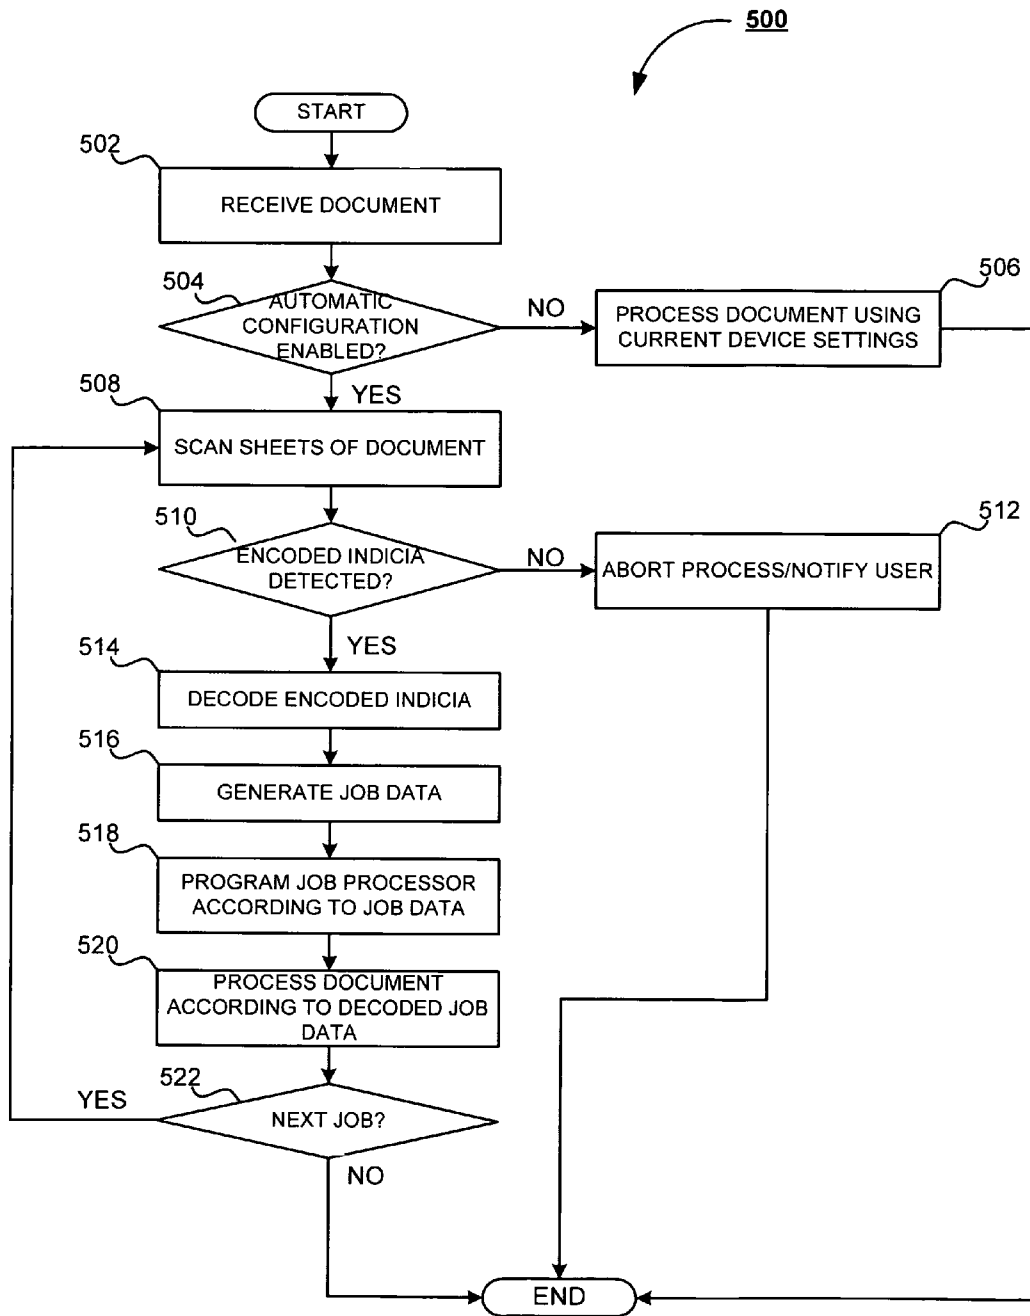 500
START
502
RECEIVE DOCUMENT
504
AUTOMATIC
CONFIGURATION
ENABLED?
NO
506
PROCESS DOCUMENT USING
CURRENT DEVICE SETTINGS
YES
508
SCAN SHEETS OF DOCUMENT
510
ENCODED INDICIA
DETECTED?
NO
512
ABORT PROCESS/NOTIFY USER
YES
514
DECODE ENCODED INDICIA
516
GENERATE JOB DATA
518
PROGRAM JOB PROCESSOR
ACCORDING TO JOB DATA
520
PROCESS DOCUMENT
ACCORDING TO DECODED JOB
DATA
522
YES
NEXT JOB?
NO
END